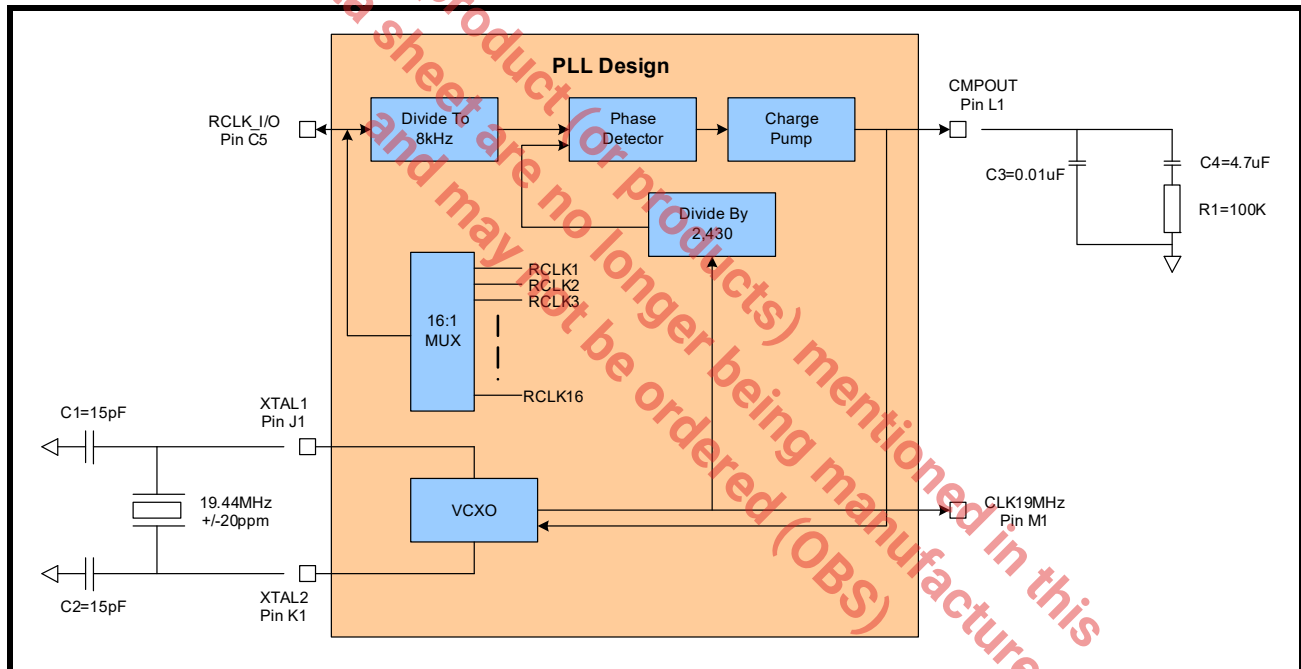 PLL Design
RCLK_I/O
Pin C5
Divide To
8kHz
Phase
Detector
Charge
Pump
CMPOUT
Pin L1
C3=0.01uF
C4=4.7uF
R1=100K
Divide By
2,430
16:1
MUX
RCLK1
RCLK2
RCLK3
RCLK16
C1=15pF
XTAL1
Pin J1
19.44MHz
+/-20ppm
VCXO
CLK19MHz
Pin M1
C2=15pF
XTAL2
Pin K1
product (or products) mentioned in this
sheet are no longer being manufacture
and may not be ordered (OBS)